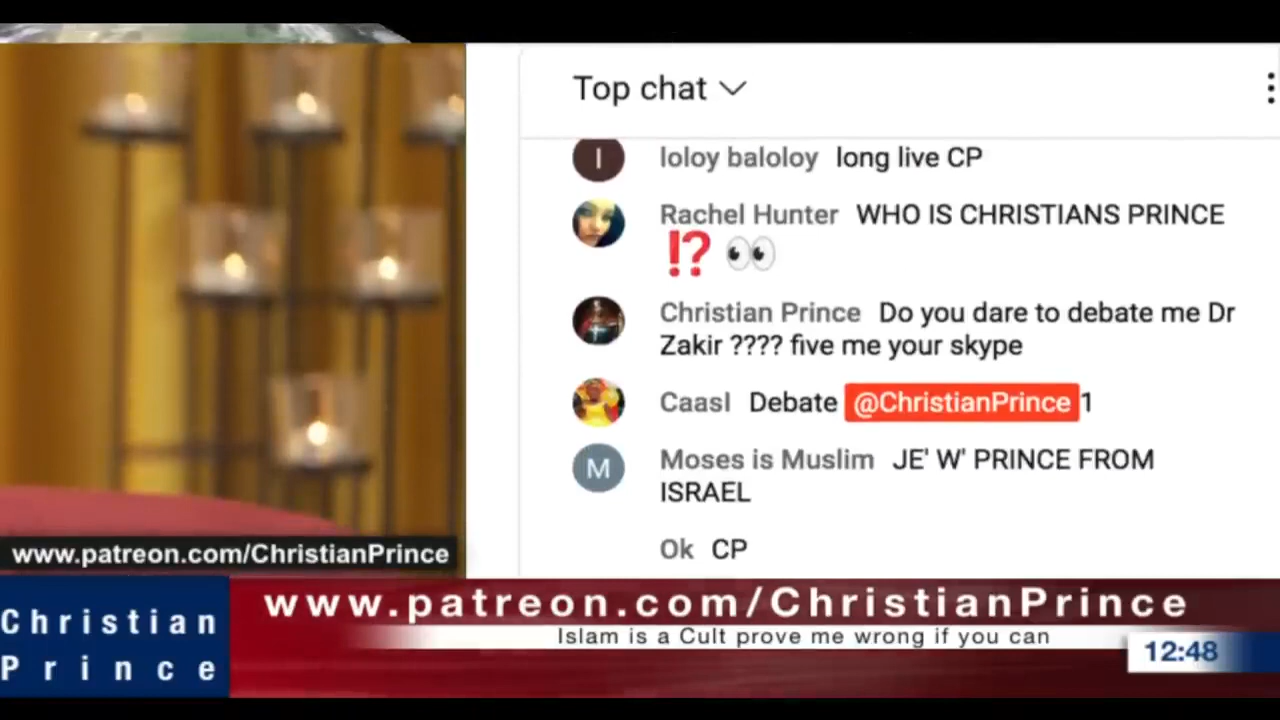 Top chat
I
loloy baloloy long live CP
Rachel Hunter WHO IS CHRISTIANS PRINCE
⁉️ 👀
Christian Prince Do you dare to debate me Dr
Zakir ???? five me your skype
Caasl Debate @ChristianPrince 1
M
Moses is Muslim JE' W' PRINCE FROM
ISRAEL
Ok CP
www.patreon.com/ChristianPrince
Christian
Prince
www.patreon.com/ChristianPrince
Islam is a Cult prove me wrong if you can
12:48